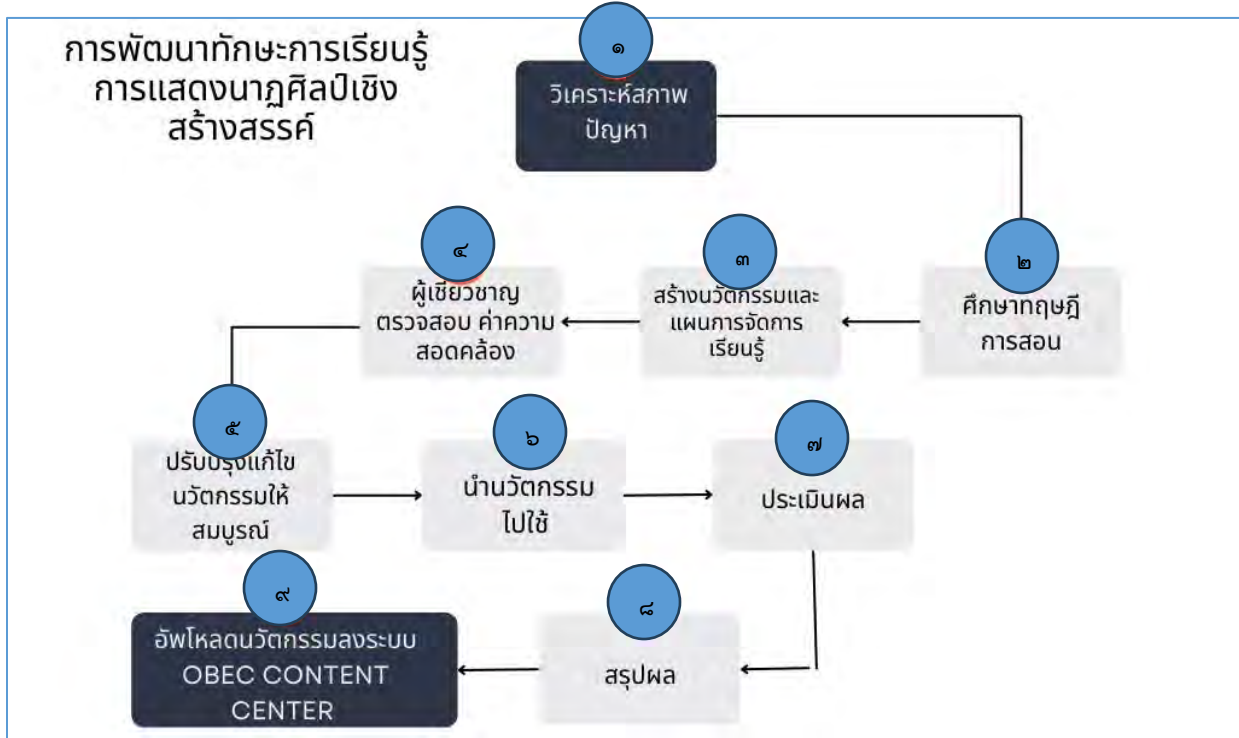 การพัฒนาทักษะการเรียนรู้
การแสดงนาฏศิลป์เชิง
สร้างสรรค์
๑
วิเคราะห์สภาพ
ปัญหา
๒
ศึกษาทฤษฎี
การสอน
๓
สร้างนวัตกรรมและ
แผนการจัดการ
เรียนรู้
๔
ผู้เชี่ยวชาญ
ตรวจสอบ ค่าความ
สอดคล้อง
๕
ปรับปรุงแก้ไข
นวัตกรรมให้
สมบูรณ์
๖
นำนวัตกรรม
ไปใช้
๗
ประเมินผล
๘
สรุปผล
๙
อัพโหลดนวัตกรรมลงระบบ
OBEC CONTENT
CENTER